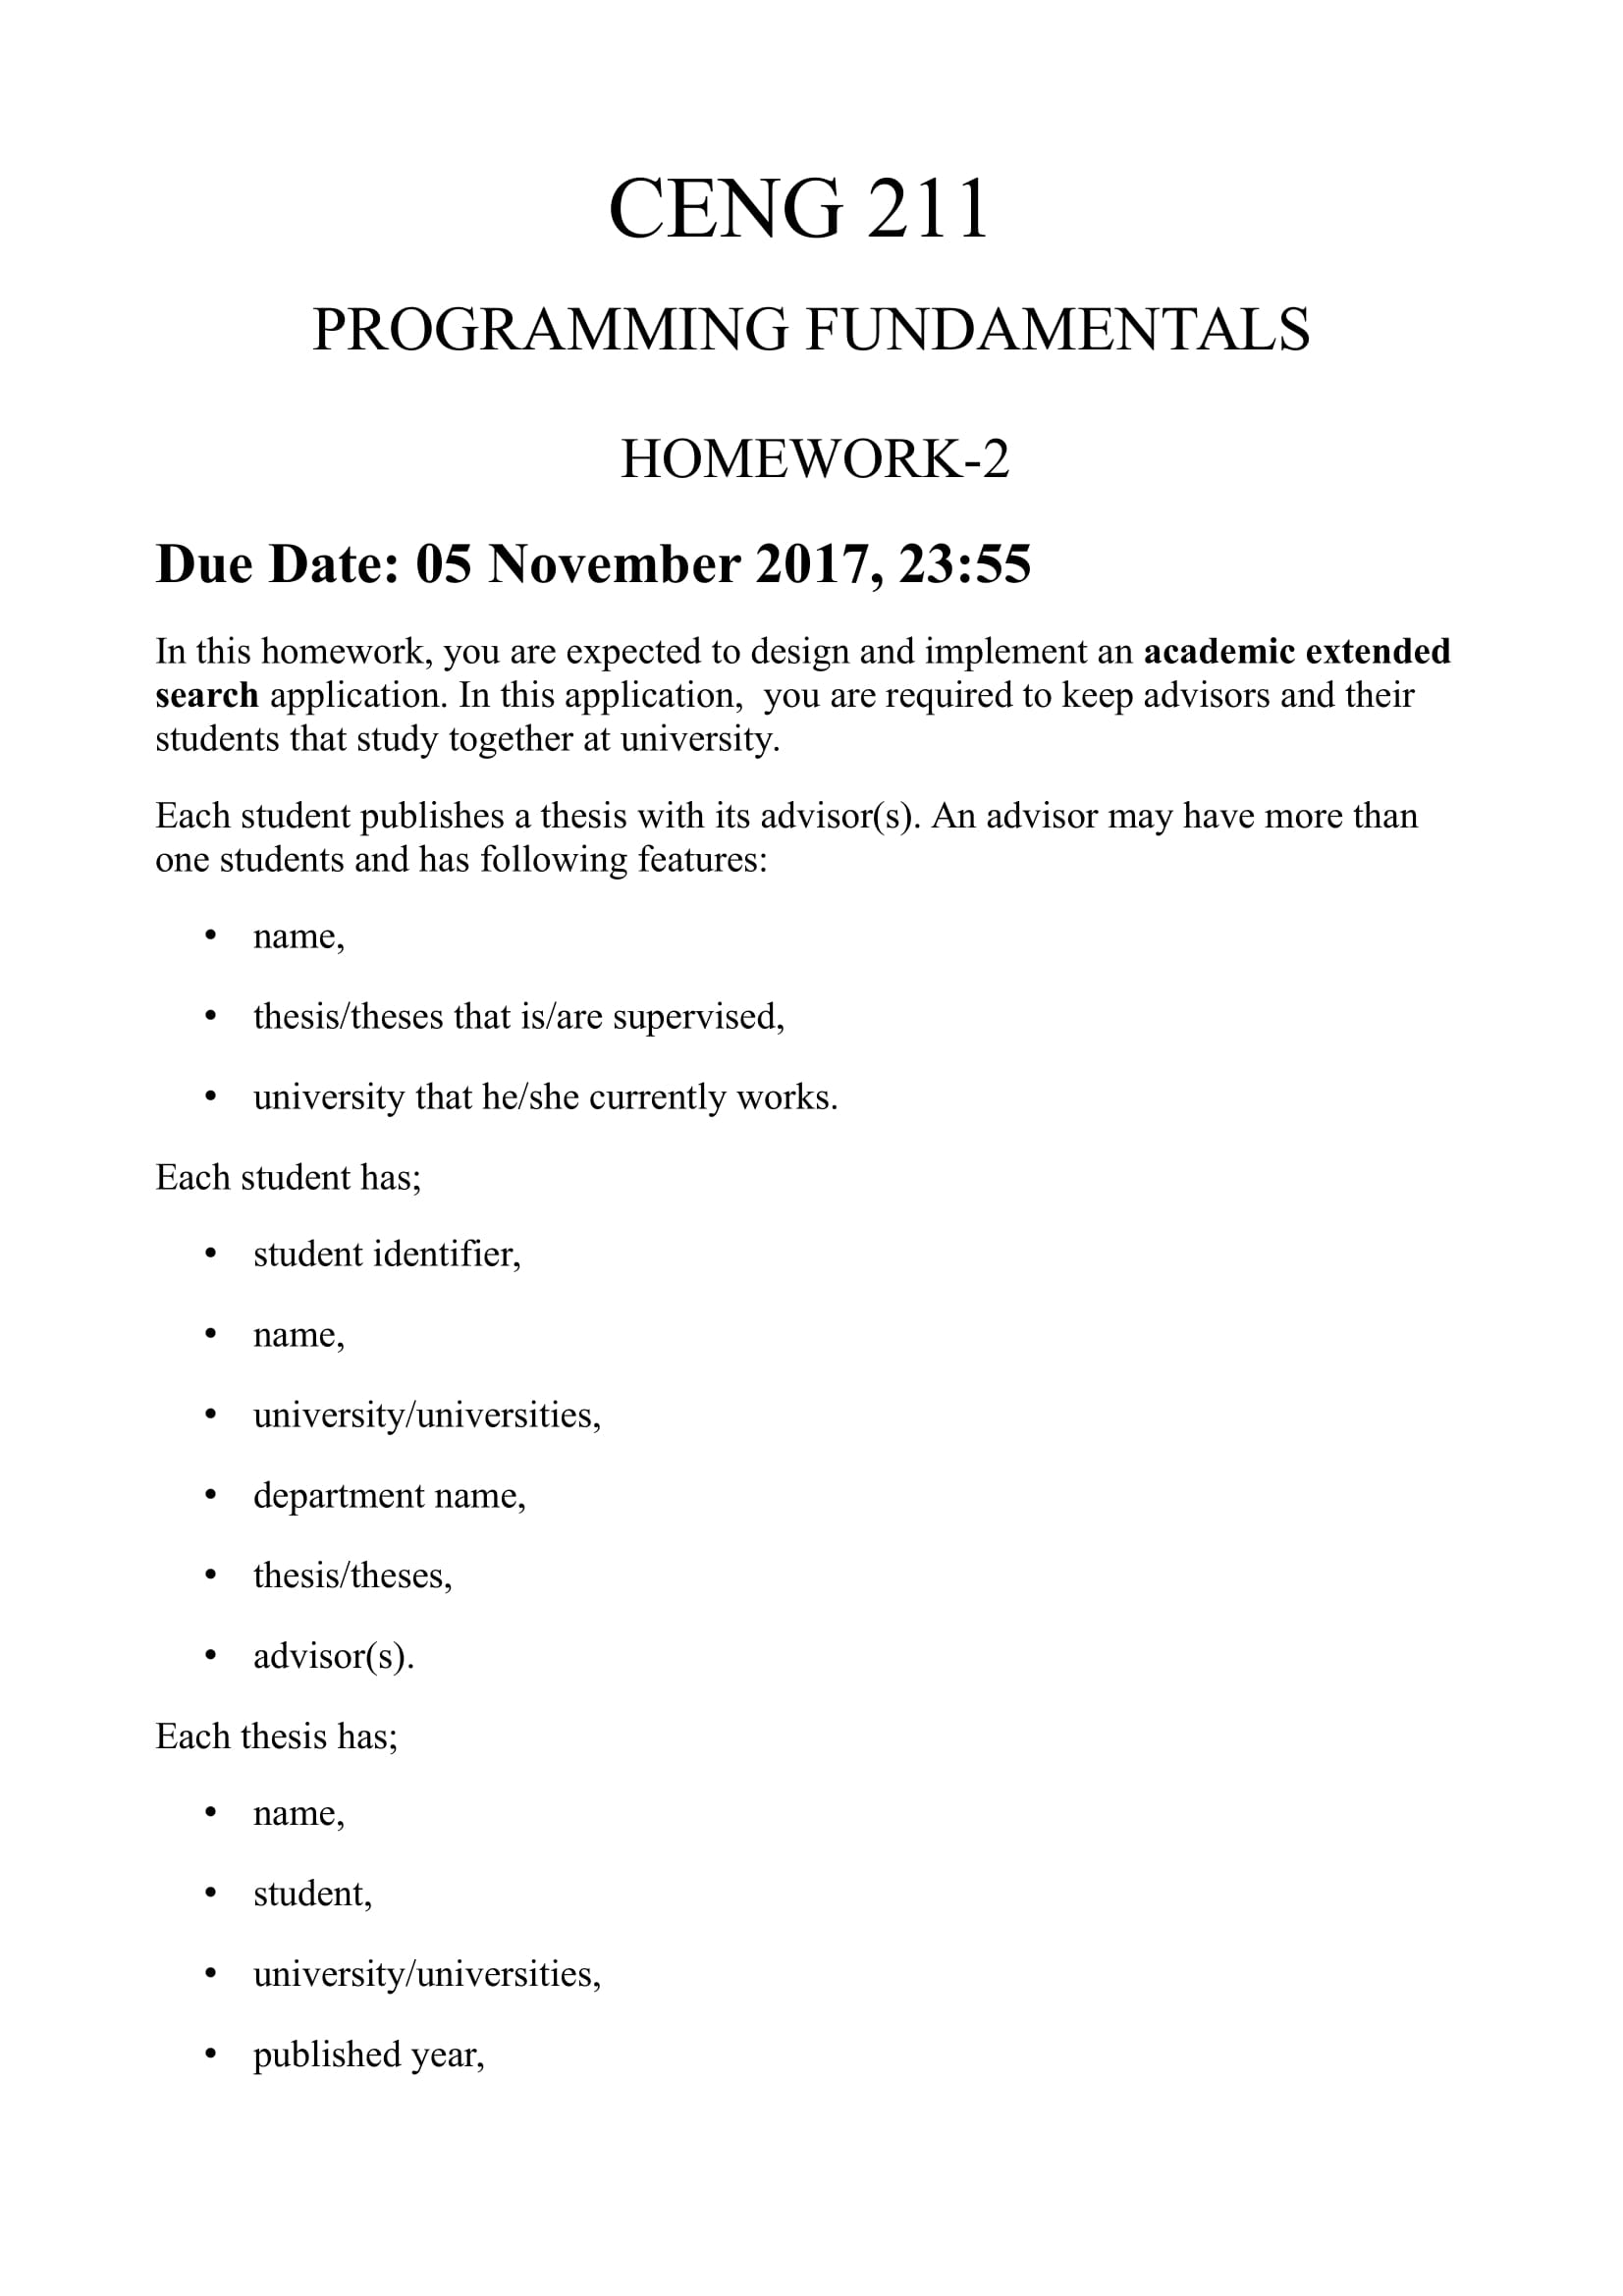 CENG 211
PROGRAMMING FUNDAMENTALS
HOMEWORK-2
Due Date: 05 November 2017, 23:55
In this homework, you are expected to design and implement an academic extended
search application. In this application,  you are required to keep advisors and their
students that study together at university.
Each student publishes a thesis with its advisor(s). An advisor may have more than
one students and has following features:
• name,
• thesis/theses that is/are supervised,
• university that he/she currently works.
Each student has;
• student identifier,
• name,
• university/universities,
• department name,
• thesis/theses,
• advisor(s).
Each thesis has;
• name,
• student,
• university/universities,
• published year,